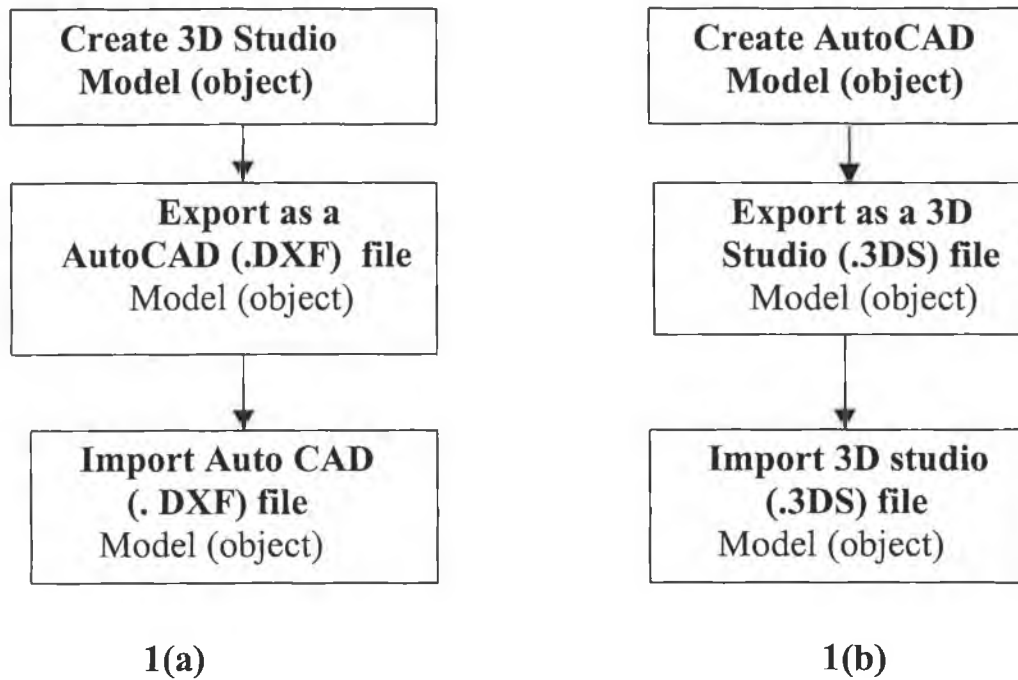 Create 3D Studio
Model (object)
Export as a
AutoCAD (.DXF) file
Model (object)
Import Auto CAD
(. DXF) file
Model (object)
1(a)
Create AutoCAD
Model (object)
Export as a 3D
Studio (.3DS) file
Model (object)
Import 3D studio
(.3DS) file
Model (object)
1(b)